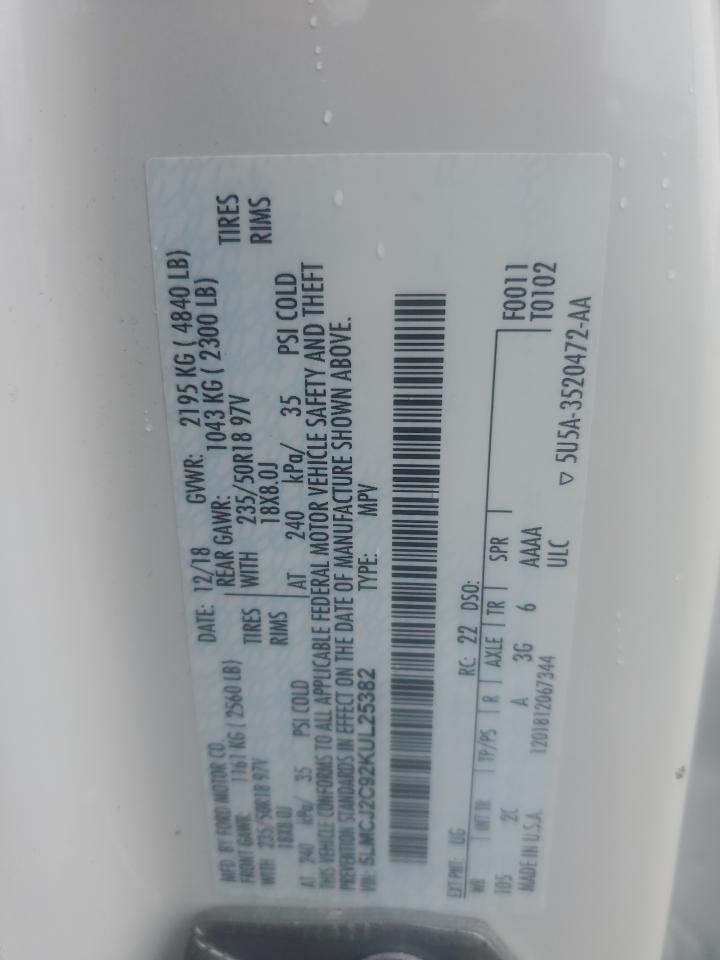 MFD. BY FORD MOTOR CO. DATE: 12/18 GVWR: 2195 KG ( 4840 LB)
FRONT GAWR: 1161 KG ( 2560 LB) REAR GAWR: 1043 KG ( 2300 LB)
WITH 235/50R18 97V TIRES WITH 235/50R18 97V TIRES
18X8.0J RIMS 18X8.0J RIMS
AT 240 kPa/ 35 PSI COLD AT 240 kPa/ 35 PSI COLD
THIS VEHICLE CONFORMS TO ALL APPLICABLE FEDERAL MOTOR VEHICLE SAFETY AND THEFT
PREVENTION STANDARDS IN EFFECT ON THE DATE OF MANUFACTURE SHOWN ABOVE.
VIN: 5LMCJ2C92KUL25382 TYPE: MPV
EXT PNT: UG RC: 22 DSO:
WB INT TR TP/PS R AXLE TR SPR F0011
105 2C A 3G 6 AAAA T0102
MADE IN U.S.A. 1201812067344 ULC
▽ 5U5A-3520472-AA